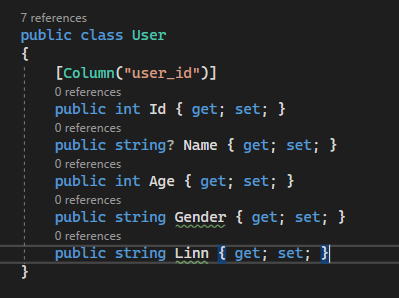 7 references
public class User
{
[Column("user_id")]
0 references
public int Id { get; set; }
0 references
public string? Name { get; set; }
0 references
public int Age { get; set; }
0 references
public string Gender { get; set; }
0 references
public string Linn { get; set; }
}